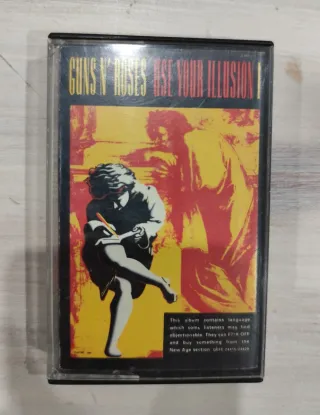 GUNS N' ROSES USE YOUR ILLUSION I
This album contains language
which some listeners may find
objectionable. They can F?!* OFF
and buy something from the
New Age section.